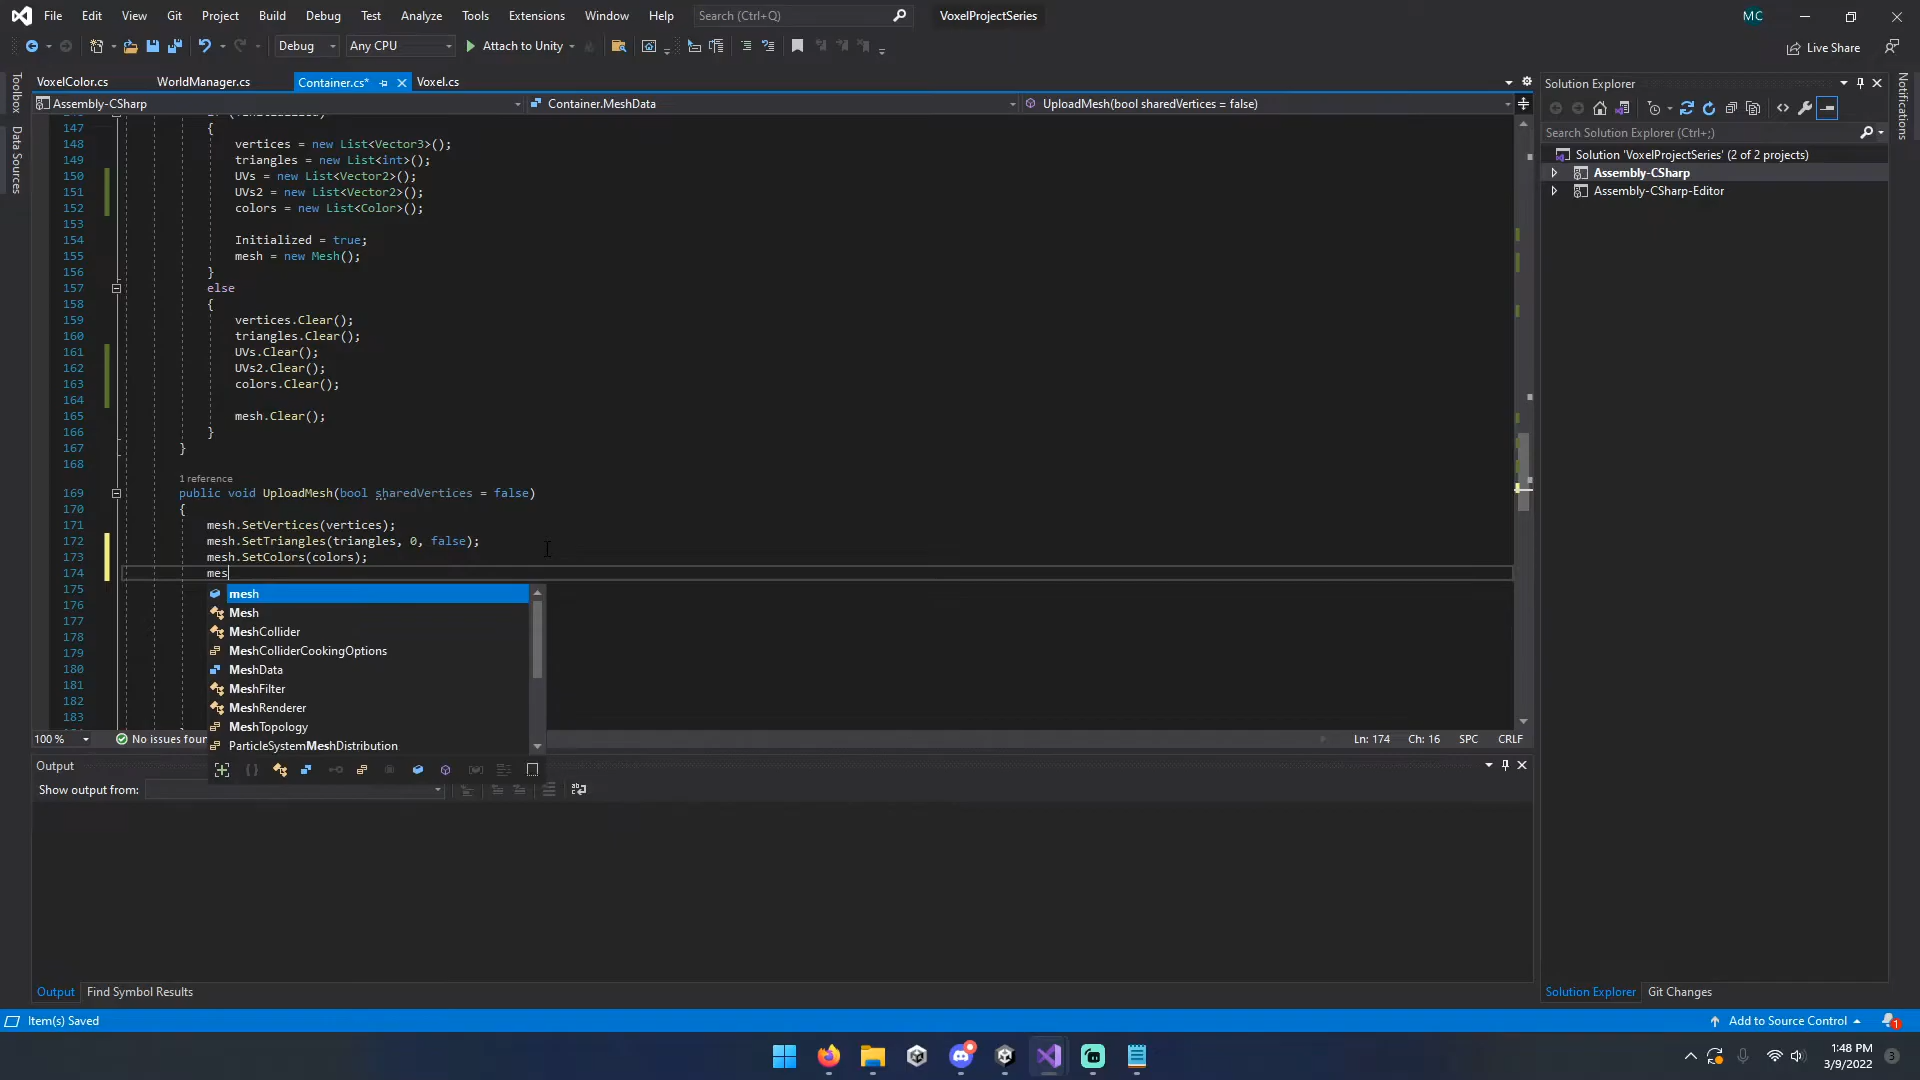 File Edit View Git Project Build Debug Test Analyze Tools Extensions Window Help Search (Ctrl+Q) VoxelProjectSeries MC
Debug Any CPU Attach to Unity Live Share
VoxelColor.cs WorldManager.cs Container.cs* Voxel.cs
Assembly-CSharp Container.MeshData UploadMesh(bool sharedVertices = false)
Toolbox
Data Sources
147 {
148 vertices = new List<Vector3>();
149 triangles = new List<int>();
150 UVs = new List<Vector2>();
151 UVs2 = new List<Vector2>();
152 colors = new List<Color>();
153
154 Initialized = true;
155 mesh = new Mesh();
156 }
157 else
158 {
159 vertices.Clear();
160 triangles.Clear();
161 UVs.Clear();
162 UVs2.Clear();
163 colors.Clear();
164
165 mesh.Clear();
166 }
167 }
168
1 reference
169 public void UploadMesh(bool sharedVertices = false)
170 {
171 mesh.SetVertices(vertices);
172 mesh.SetTriangles(triangles, 0, false);
173 mesh.SetColors(colors);
174 mes
175
176
177
178
179
180
181
182
183
mesh
Mesh
MeshCollider
MeshColliderCookingOptions
MeshData
MeshFilter
MeshRenderer
MeshTopology
ParticleSystemMeshDistribution
100 % No issues foun Ln: 174 Ch: 16 SPC CRLF
Output
Show output from:
Output Find Symbol Results
Solution Explorer
Search Solution Explorer (Ctrl+;)
Solution 'VoxelProjectSeries' (2 of 2 projects)
Assembly-CSharp
Assembly-CSharp-Editor
Solution Explorer Git Changes
Notifications
Item(s) Saved Add to Source Control 1
1:48 PM
3/9/2022 3